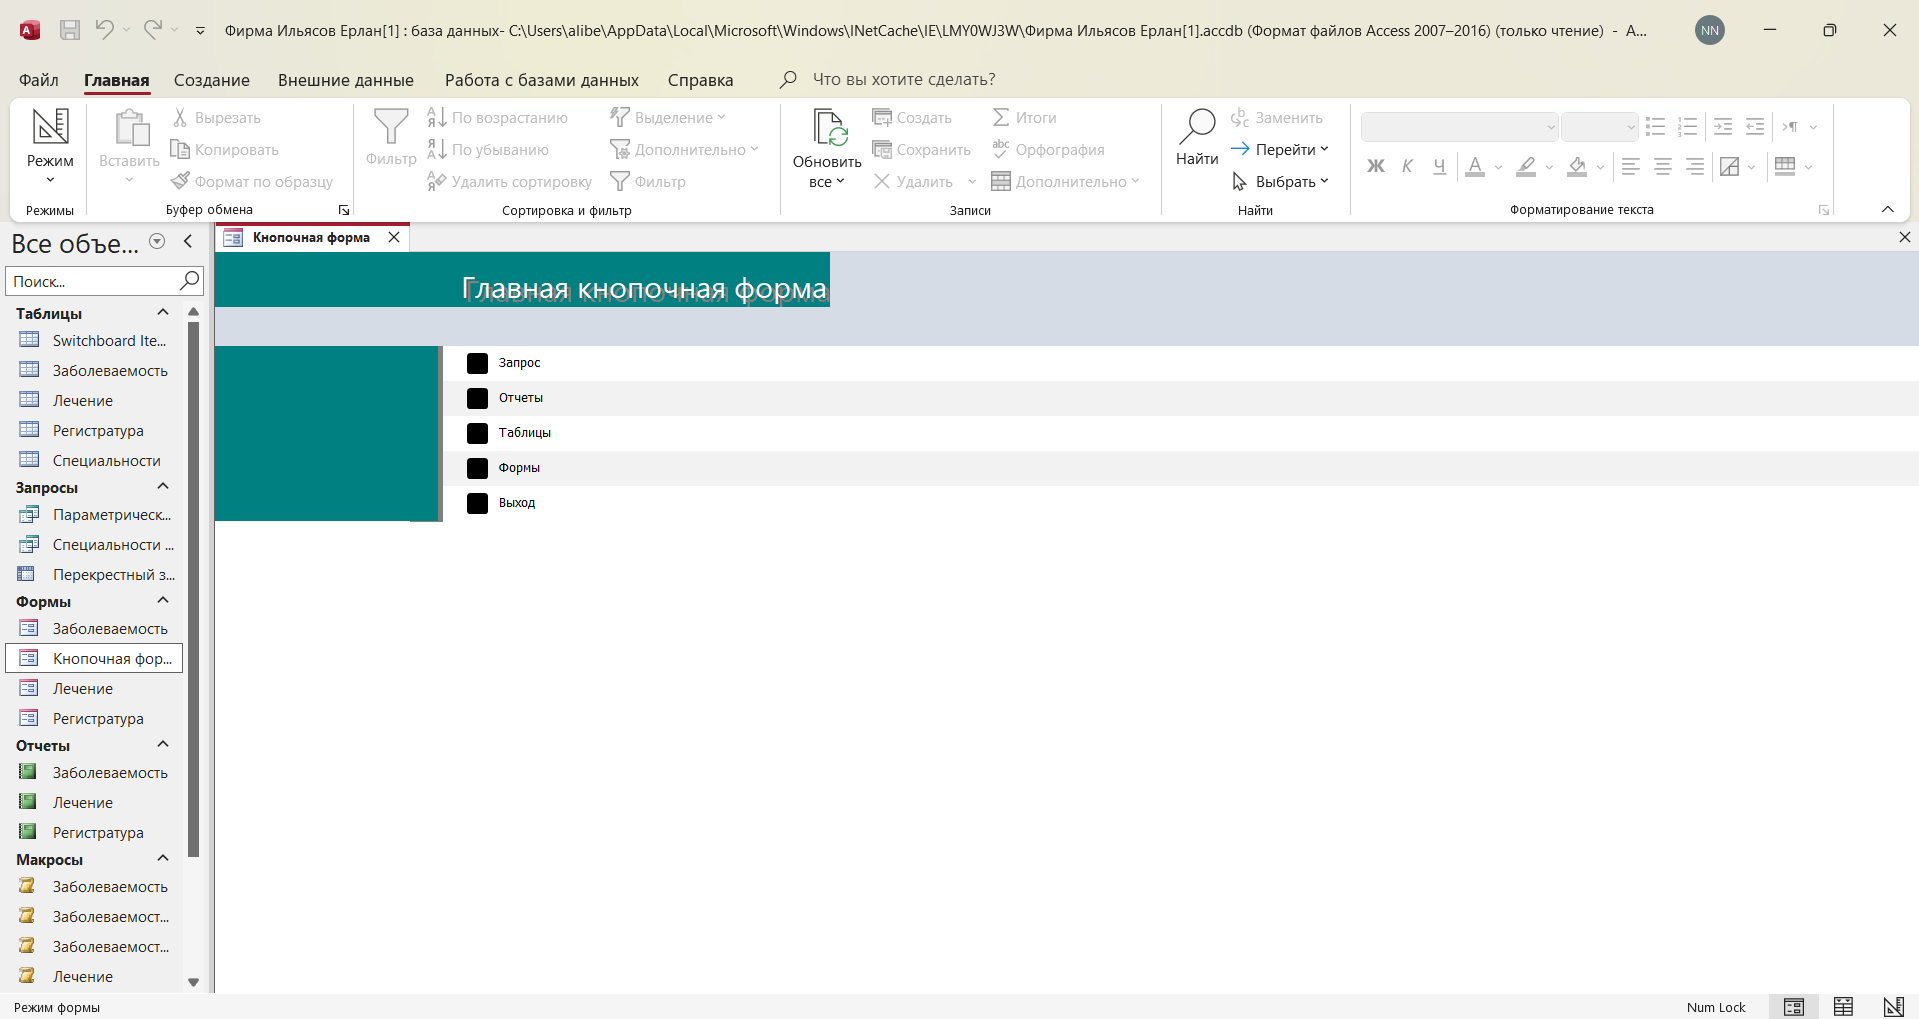 Фирма Ильясов Ерлан[1] : база данных- C:\Users\alibe\AppData\Local\Microsoft\Windows\INetCache\IE\LMY0WJ3W\Фирма Ильясов Ерлан[1].accdb (Формат файлов Access 2007–2016) (только чтение) - A...
NN
Файл Главная Создание Внешние данные Работа с базами данных Справка Что вы хотите сделать?
Режим
Режимы
Вставить
Вырезать
Копировать
Формат по образцу
Буфер обмена
Фильтр
По возрастанию
По убыванию
Удалить сортировку
Выделение
Дополнительно
Фильтр
Сортировка и фильтр
Обновить
все
Создать
Сохранить
Удалить
Итоги
Орфография
Дополнительно
Записи
Найти
Заменить
Перейти
Выбрать
Найти
Ж К Ч А
Форматирование текста
Все объе...
Поиск...
Таблицы
Switchboard Ite...
Заболеваемость
Лечение
Регистратура
Специальности
Запросы
Параметрическ...
Специальности ...
Перекрестный з...
Формы
Заболеваемость
Кнопочная фор...
Лечение
Регистратура
Отчеты
Заболеваемость
Лечение
Регистратура
Макросы
Заболеваемость
Заболеваемост...
Заболеваемост...
Лечение
Кнопочная форма
Главная кнопочная форма
Запрос
Отчеты
Таблицы
Формы
Выход
Режим формы
Num Lock